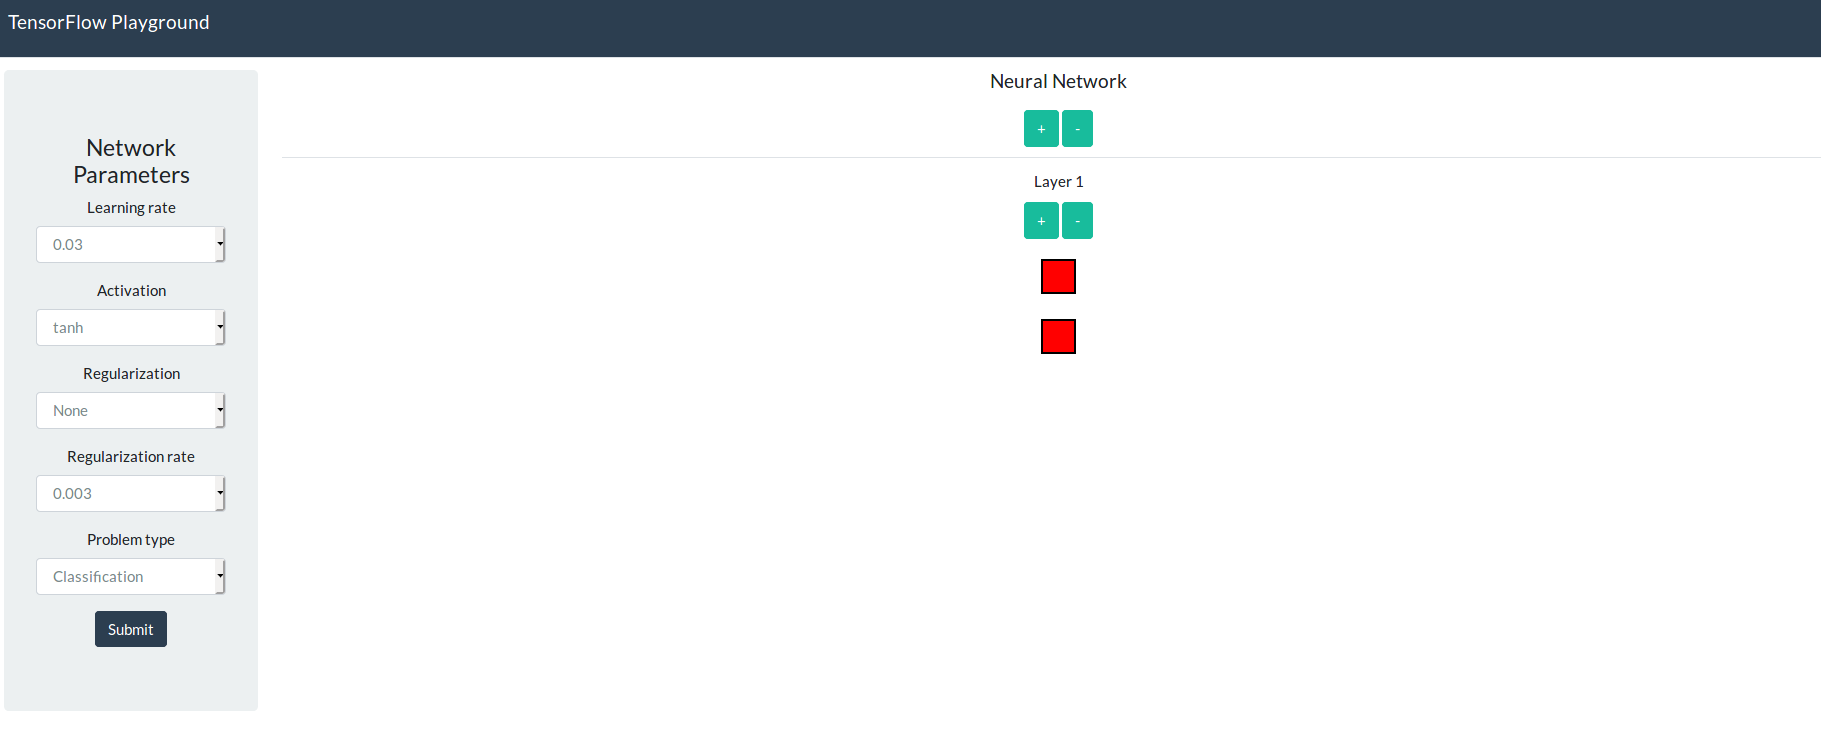 TensorFlow Playground
Network
Parameters
Learning rate
0.03
Activation
tanh
Regularization
None
Regularization rate
0.003
Problem type
Classification
Submit
Neural Network
+ -
Layer 1
+ -